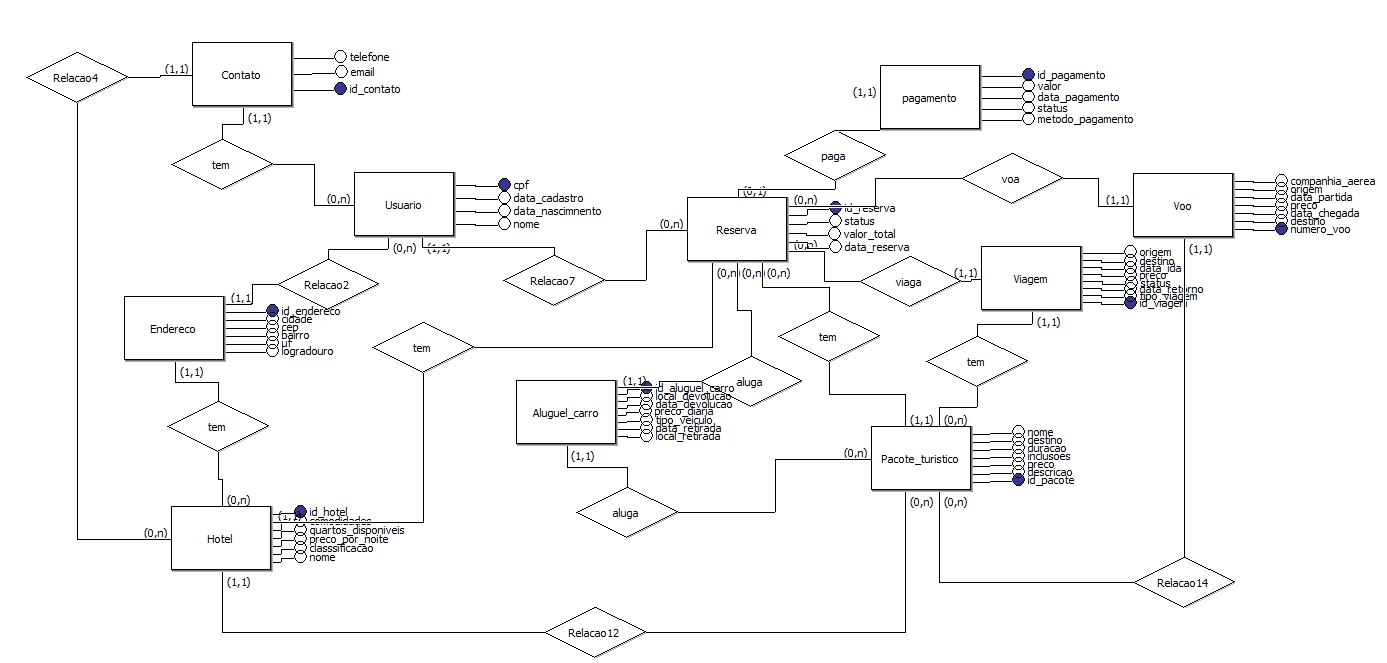 Relacao4
(1,1)
Contato
telefone
email
id_contato
(1,1)
tem
(0,n)
Usuario
cpf
data_cadastro
data_nascimnento
nome
(0,n)
(1,1)
Relacao2
(1,1)
Endereco
id_endereco
cidade
cep
bairro
uf
logradouro
(1,1)
tem
(0,n)
(0,n)
Hotel
id_hotel
(1,1)
comodidades
quartos_disponiveis
preco_por_noite
classsificacao
nome
(1,1)
Relacao7
(0,n)
tem
pagamento
(1,1)
id_pagamento
valor
data_pagamento
status
metodo_pagamento
paga
(0,1)
Reserva
(0,n)
id_reserva
status
valor_total
data_reserva
(0,n)
(0,n)
(0,n)
(0,n)
voa
(1,1)
Voo
companhia_aerea
origem
data_partida
preco
data_chegada
destino
numero_voo
(1,1)
viaga
(1,1)
Viagem
origem
destino
data_ida
preco
status
data_retorno
tipo_viagem
id_viagem
(1,1)
tem
tem
aluga
Aluguel_carro
(1,1)
id_aluguel_carro
local_devolucao
data_devolucao
preco_diaria
tipo_veiculo
data_retirada
local_retirada
(1,1)
aluga
(0,n)
(1,1)
(0,n)
Pacote_turistico
nome
destino
duracao
inclusoes
preco
descricao
id_pacote
(0,n)
(0,n)
Relacao14
Relacao12